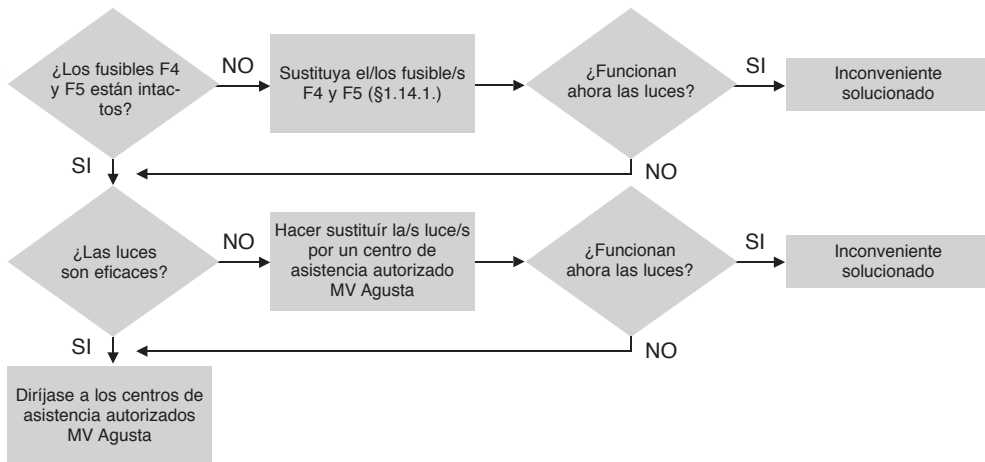 ¿Los fusibles F4
y F5 están intac-
tos?
NO
Sustituya el/los fusible/s
F4 y F5 (§1.14.1.)
¿Funcionan
ahora las luces?
SI
Inconveniente
solucionado
SI
NO
¿Las luces
son eficaces?
NO
Hacer sustituír la/s luce/s
por un centro de
asistencia autorizado
MV Agusta
¿Funcionan
ahora las luces?
SI
Inconveniente
solucionado
SI
NO
Diríjase a los centros de
asistencia autorizados
MV Agusta